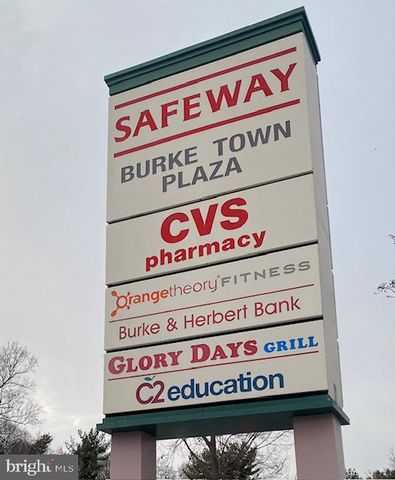 SAFEWAY
BURKE TOWN
PLAZA
CVS
pharmacy
Orangetheory FITNESS
Burke & Herbert Bank
GLORY DAYS GRILL
C2 education
bright MLS